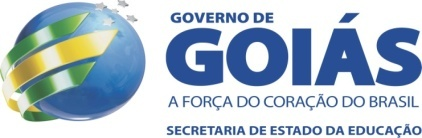 GOVERNO DE
GOIÁS
A FORÇA DO CORAÇÃO DO BRASIL
SECRETARIA DE ESTADO DA EDUCAÇÃO